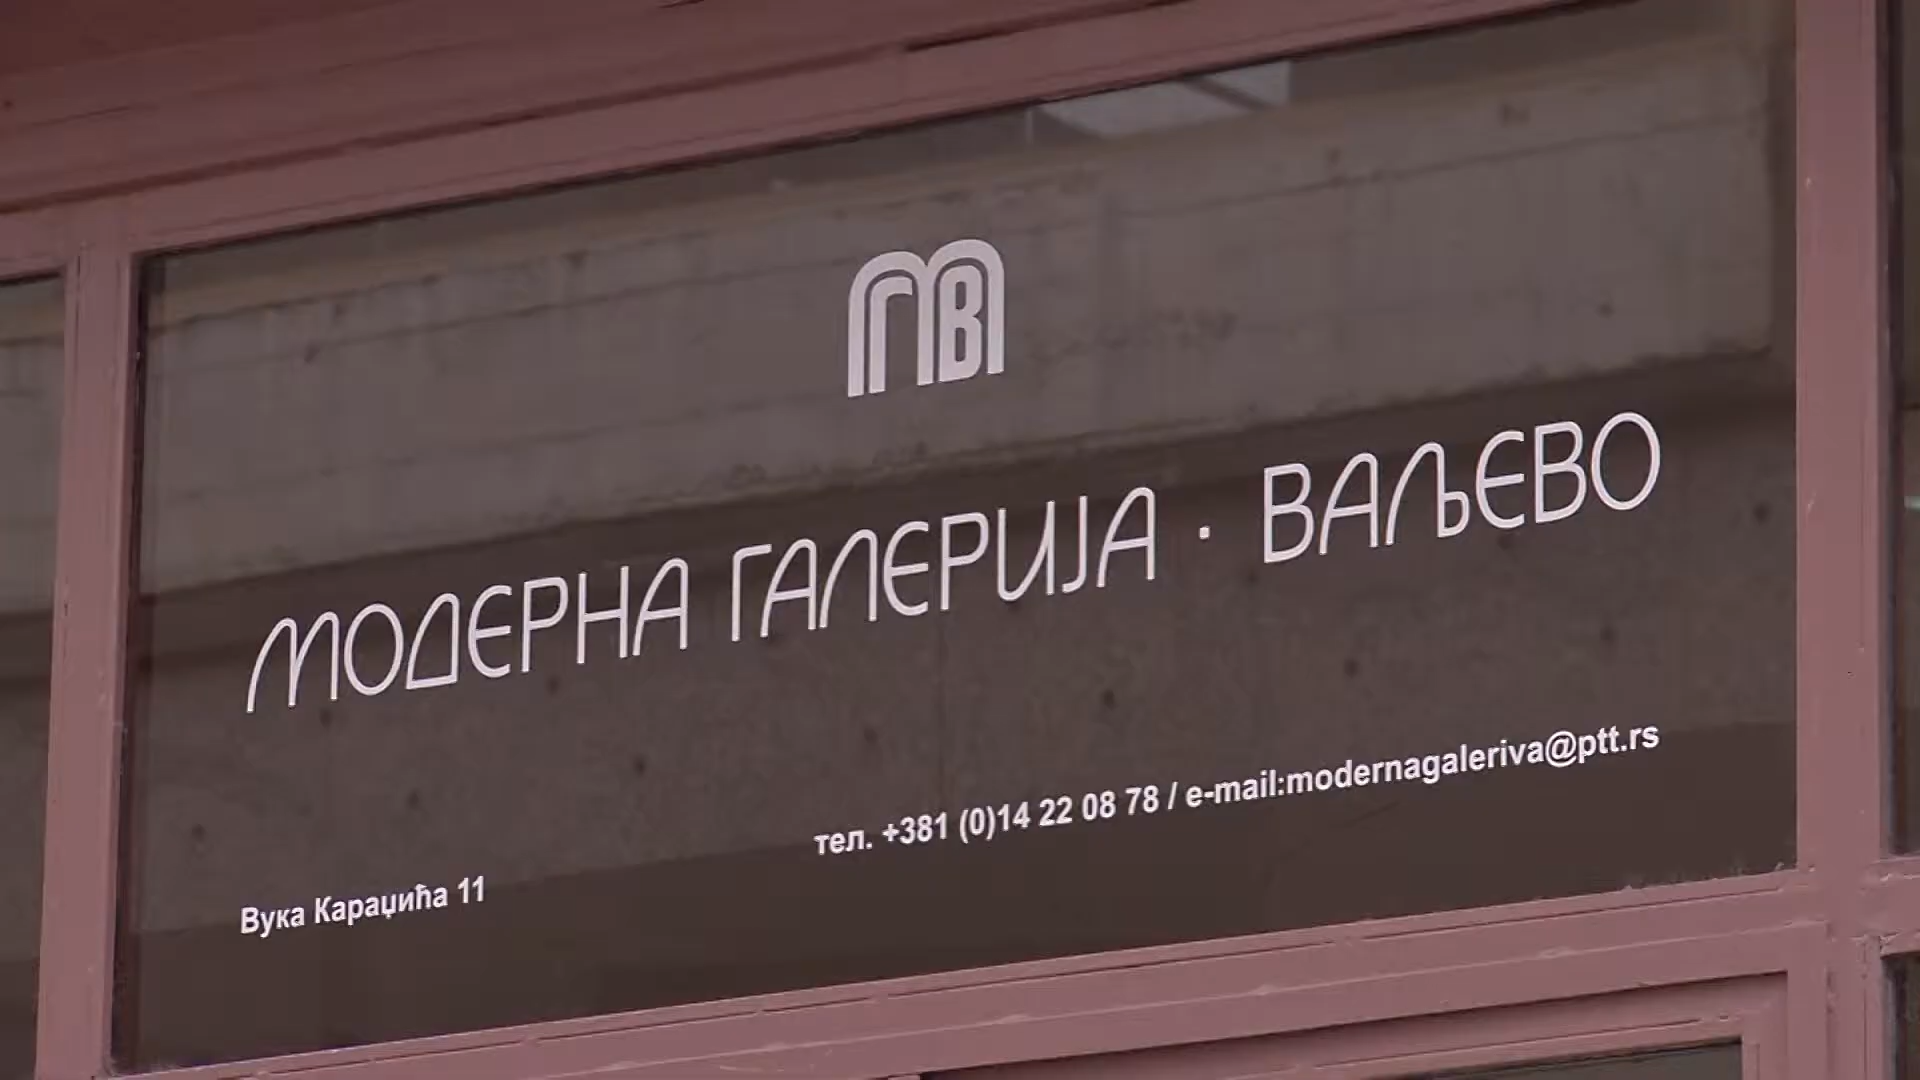 ГВ
МОДЕРНА ГАЛЕРИЈА · ВАЉЕВО
тел. +381 (0)14 22 08 78 / e-mail:modernagaleriva@ptt.rs
Вука Караџића 11